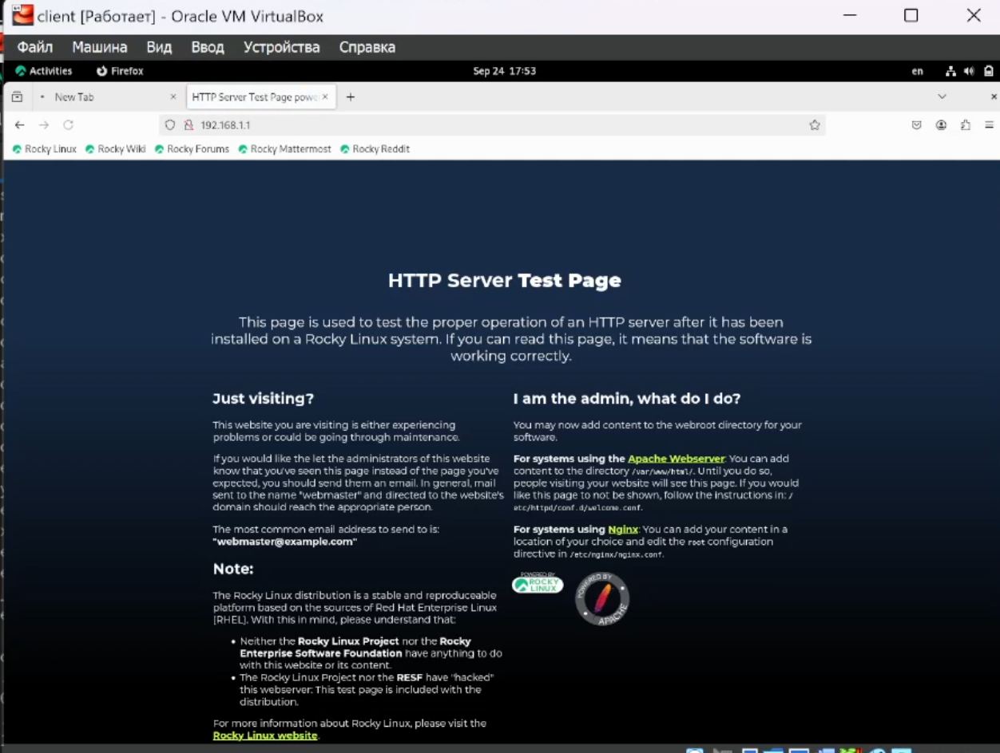 client [Работает] - Oracle VM VirtualBox
Файл Машина Вид Ввод Устройства Справка
Activities Firefox Sep 24 17:53 en
New Tab HTTP Server Test Page powe
192.168.1.1
Rocky Linux Rocky Wiki Rocky Forums Rocky Mattermost Rocky Reddit
HTTP Server Test Page
This page is used to test the proper operation of an HTTP server after it has been
installed on a Rocky Linux system. If you can read this page, it means that the software is
working correctly.
Just visiting?
This website you are visiting is either experiencing
problems or could be going through maintenance.
If you would like the let the administrators of this website
know that you've seen this page instead of the page you've
expected, you should send them an email. In general, mail
sent to the name "webmaster" and directed to the website's
domain should reach the appropriate person.
The most common email address to send to is:
"webmaster@example.com"
Note:
The Rocky Linux distribution is a stable and reproduceable
platform based on the sources of Red Hat Enterprise Linux
[RHEL]. With this in mind, please understand that:
• Neither the Rocky Linux Project nor the Rocky
Enterprise Software Foundation have anything to do
with this website or its content.
• The Rocky Linux Project nor the RESF have "hacked"
this webserver: This test page is included with the
distribution.
For more information about Rocky Linux, please visit the
Rocky Linux website.
I am the admin, what do I do?
You may now add content to the webroot directory for your
software.
For systems using the Apache Webserver: You can add
content to the directory /var/www/html/. Until you do so,
people visiting your website will see this page. If you would
like this page to not be shown, follow the instructions in: /
etc/httpd/conf.d/welcome.conf.
For systems using Nginx: You can add your content in a
location of your choice and edit the root configuration
directive in /etc/nginx/nginx.conf.
POWERED BY
ROCKY
LINUX
POWERED BY
APACHE